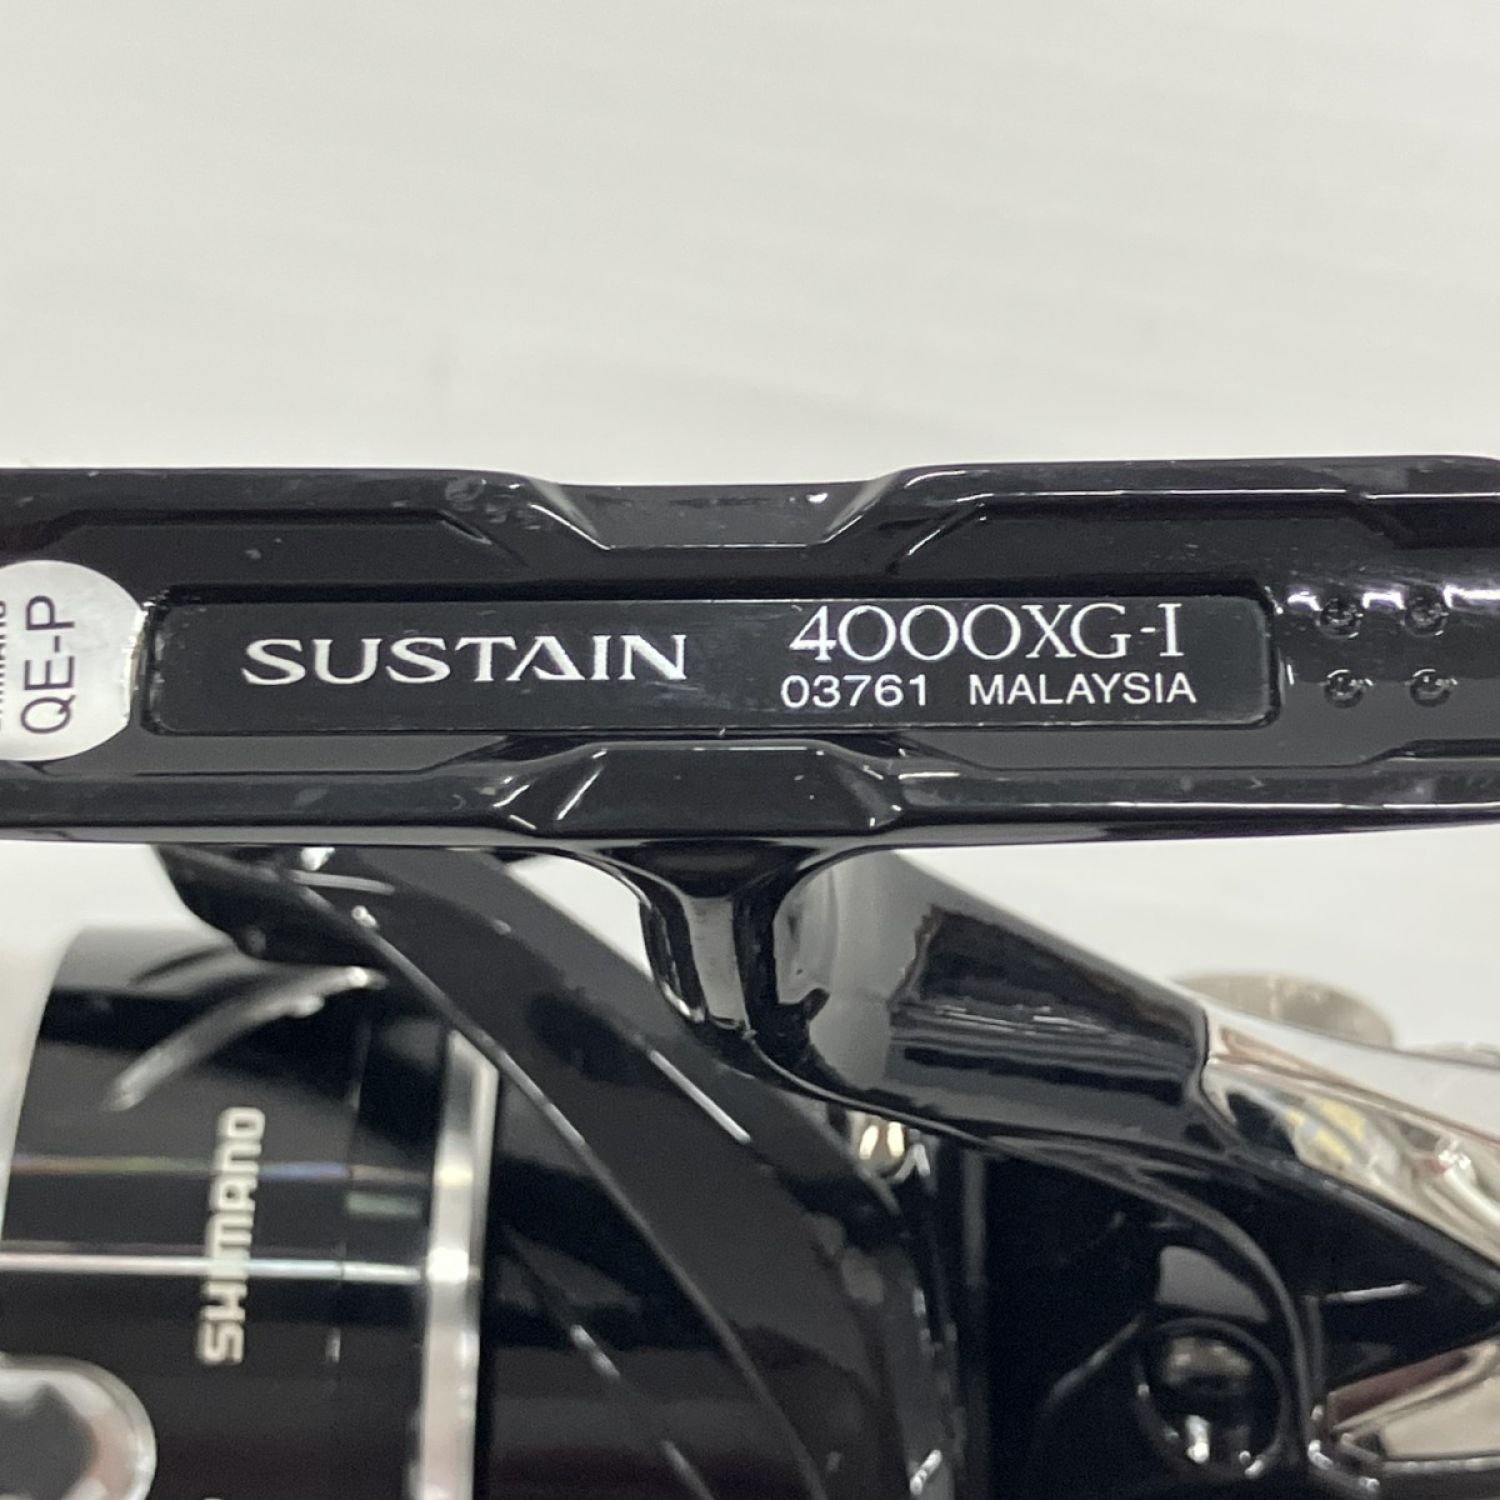 SUSTAIN 4000XG-I
03761 MALAYSIA
QE-P
SHIMANO